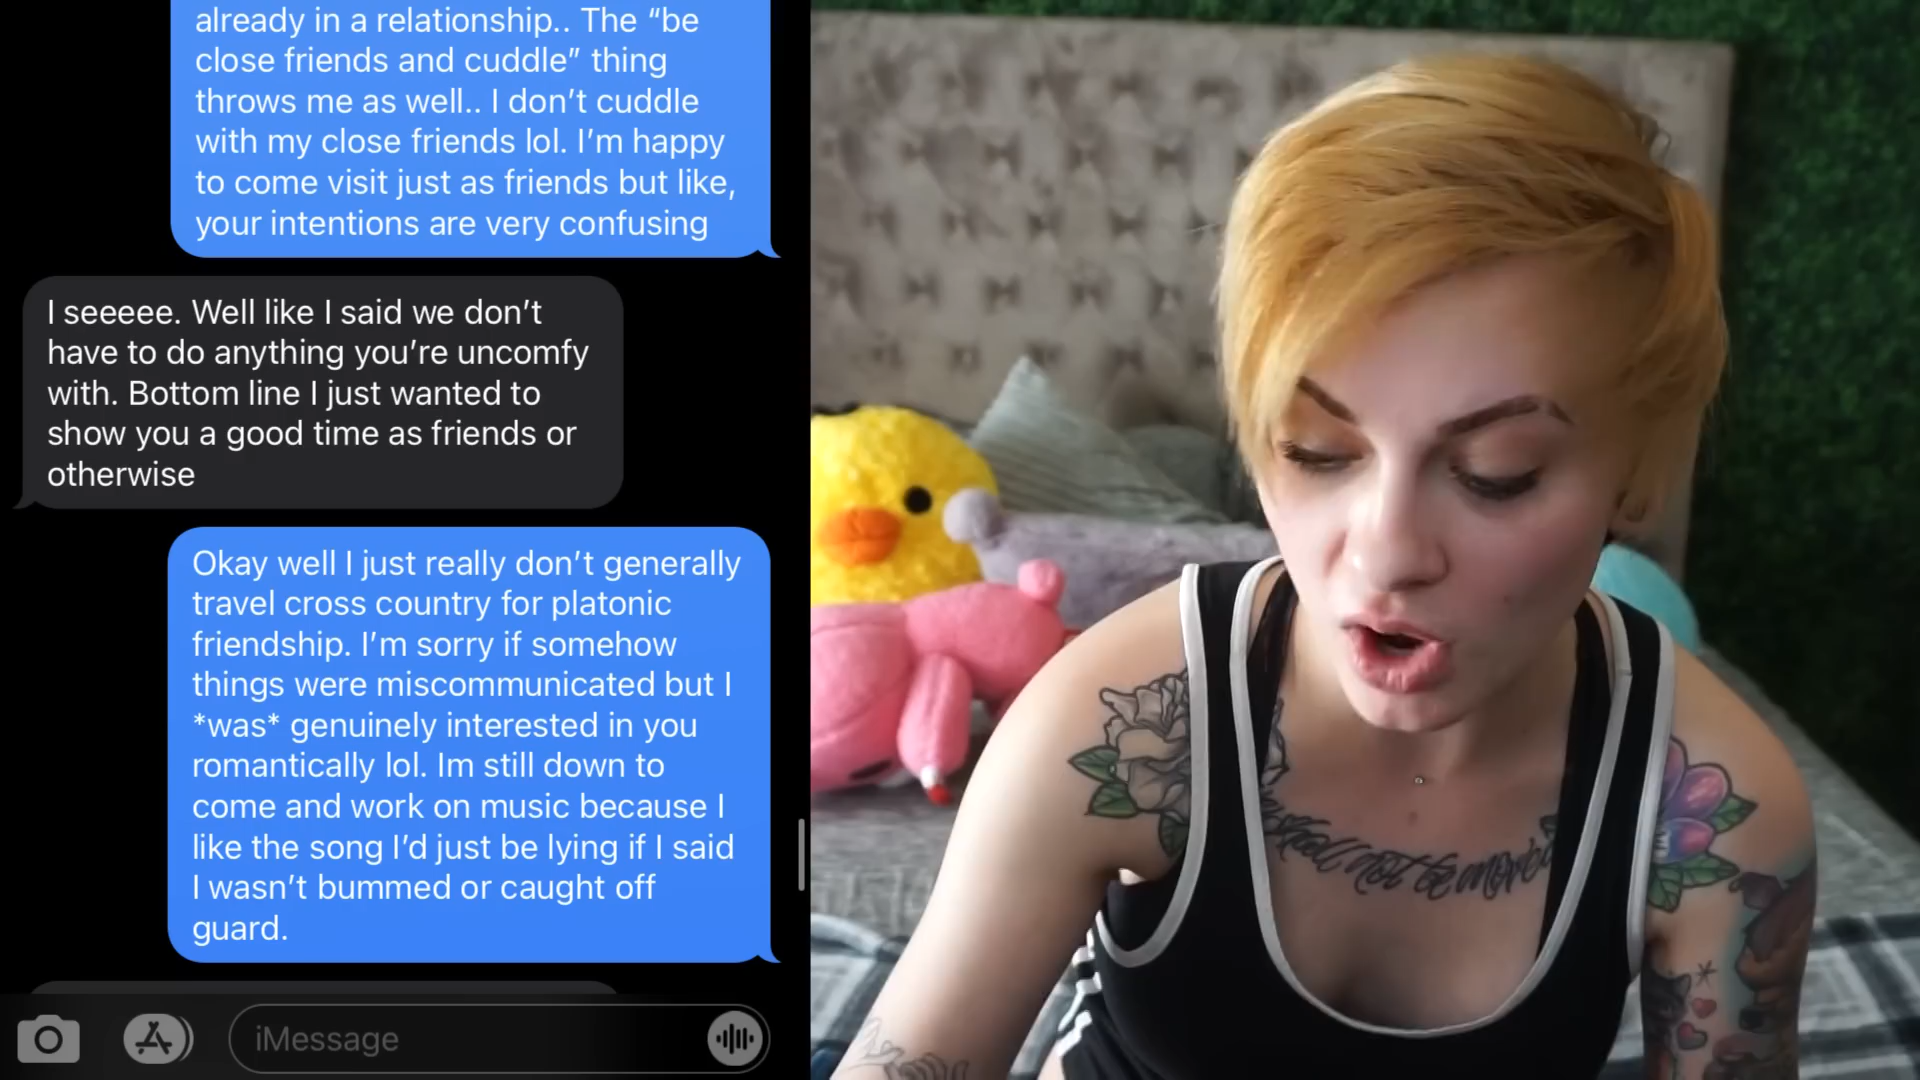 already in a relationship.. The “be
close friends and cuddle” thing
throws me as well.. I don’t cuddle
with my close friends lol. I’m happy
to come visit just as friends but like,
your intentions are very confusing
I seeeee. Well like I said we don’t
have to do anything you’re uncomfy
with. Bottom line I just wanted to
show you a good time as friends or
otherwise
Okay well I just really don’t generally
travel cross country for platonic
friendship. I’m sorry if somehow
things were miscommunicated but I
*was* genuinely interested in you
romantically lol. Im still down to
come and work on music because I
like the song I’d just be lying if I said
I wasn’t bummed or caught off
guard.
iMessage
shall not be moved